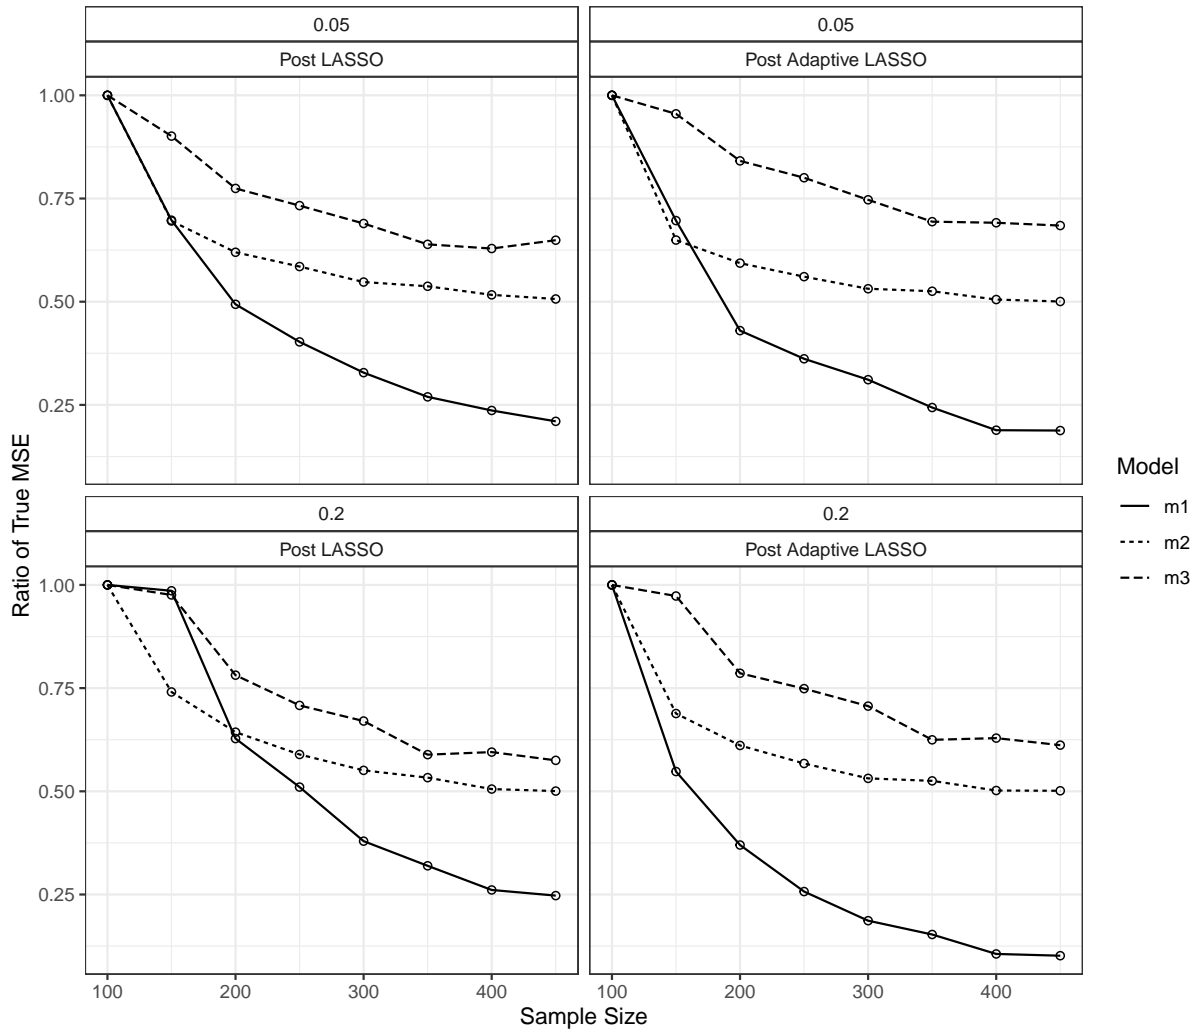 0.05
Post LASSO
0.05
Post Adaptive LASSO
1.00
0.75
0.50
0.25
0.2
Post LASSO
0.2
Post Adaptive LASSO
1.00
0.75
0.50
0.25
100
200
300
400
100
200
300
400
Sample Size
Ratio of True MSE
Model
m1
m2
m3